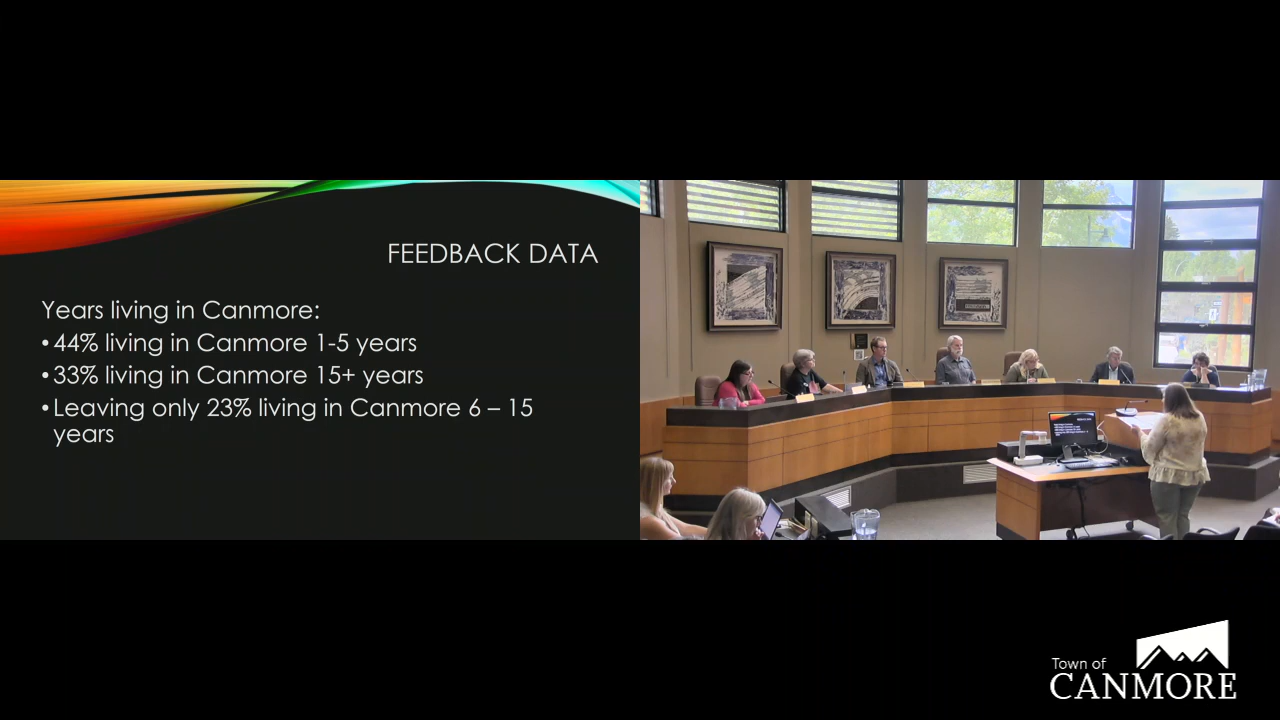 FEEDBACK DATA
Years living in Canmore:
• 44% living in Canmore 1-5 years
• 33% living in Canmore 15+ years
• Leaving only 23% living in Canmore 6 – 15
years
Town of
CANMORE